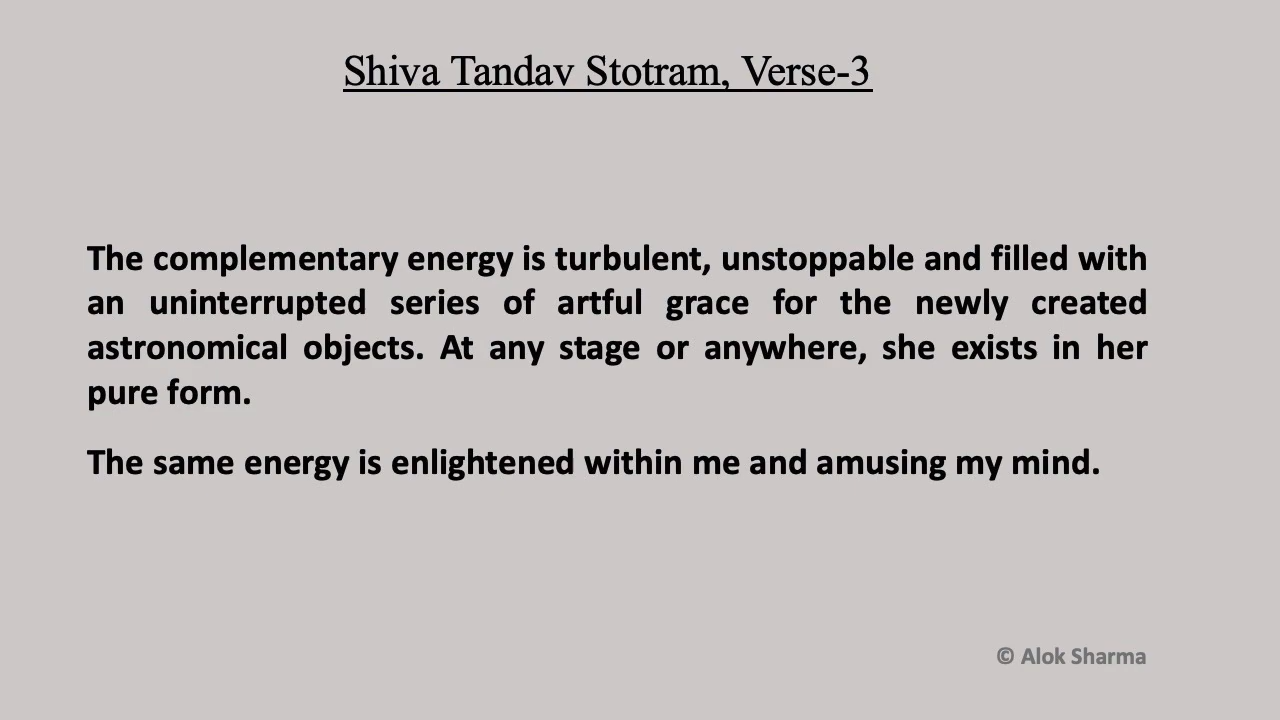 Shiva Tandav Stotram, Verse-3
The complementary energy is turbulent, unstoppable and filled with
an uninterrupted series of artful grace for the newly created
astronomical objects. At any stage or anywhere, she exists in her
pure form.
The same energy is enlightened within me and amusing my mind.
© Alok Sharma